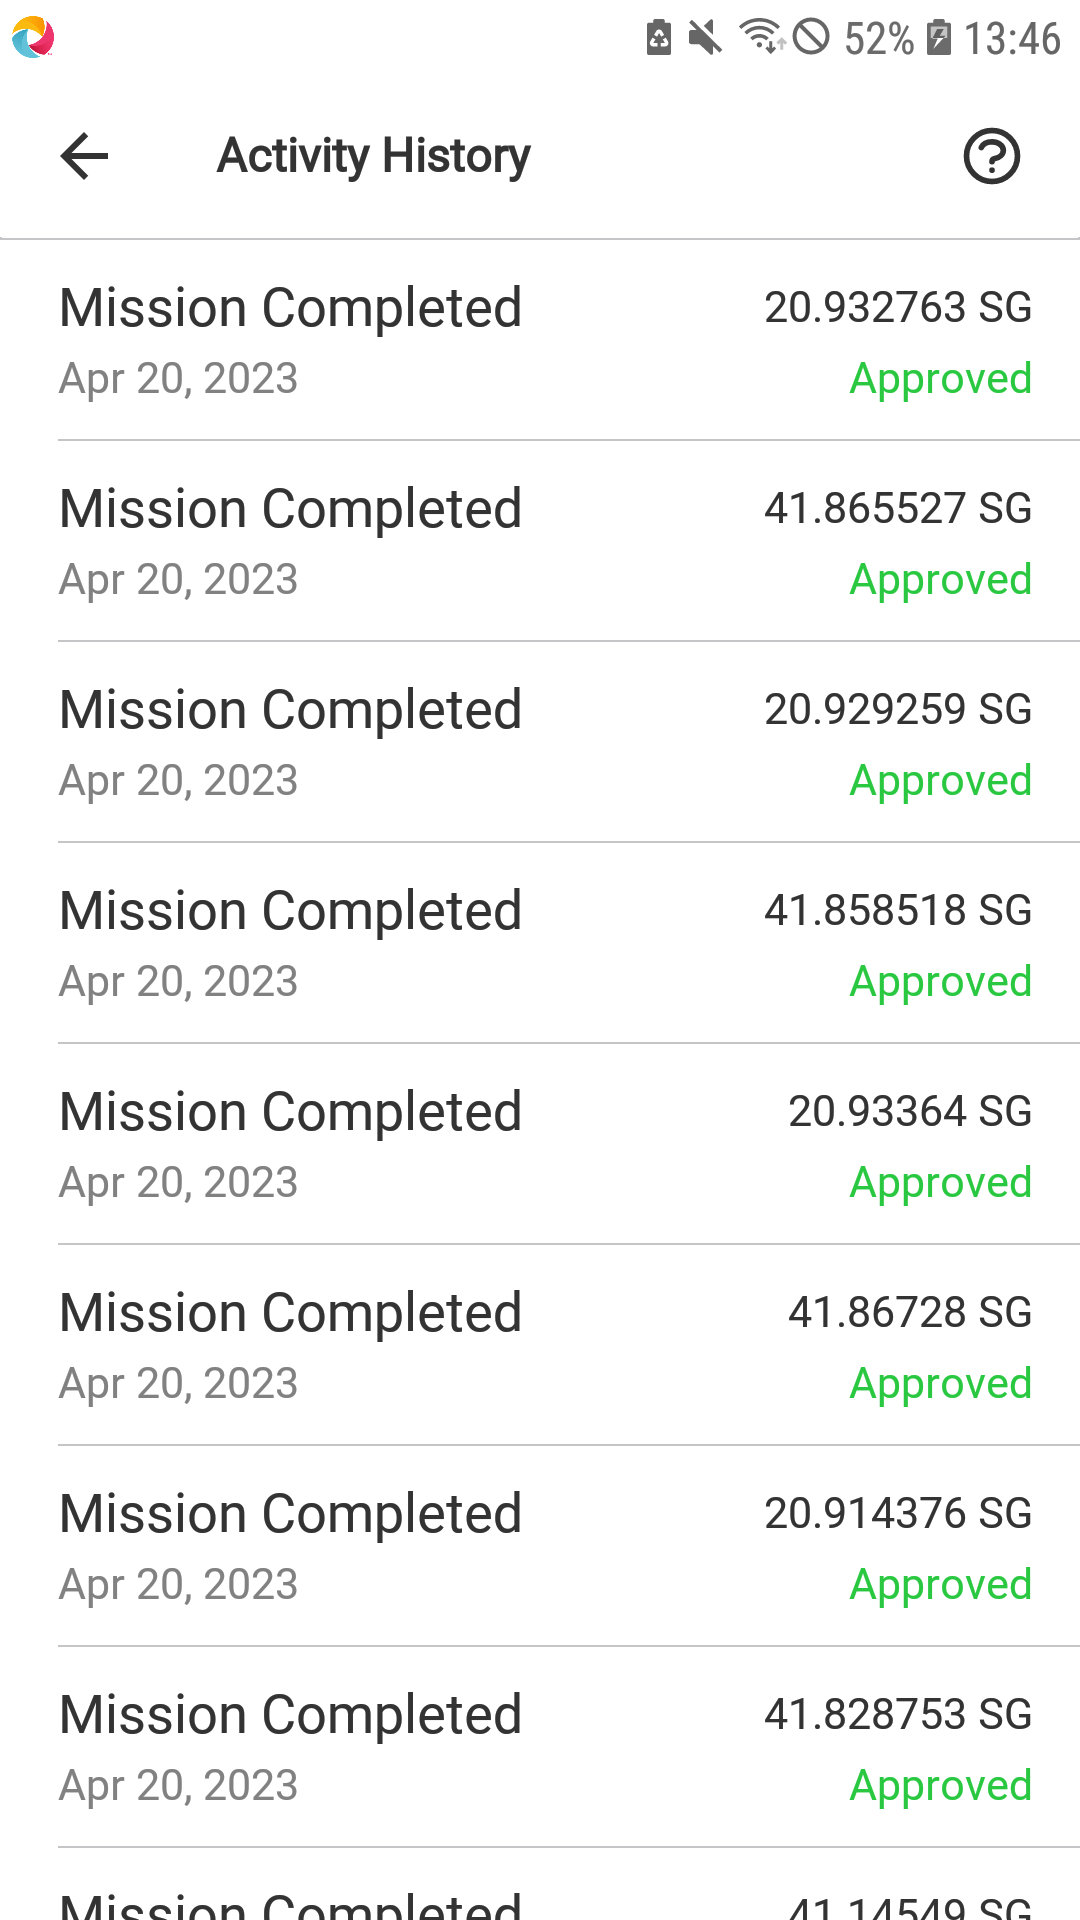 52% 13:46
Activity History
Mission Completed 20.932763 SG
Apr 20, 2023 Approved
Mission Completed 41.865527 SG
Apr 20, 2023 Approved
Mission Completed 20.929259 SG
Apr 20, 2023 Approved
Mission Completed 41.858518 SG
Apr 20, 2023 Approved
Mission Completed 20.93364 SG
Apr 20, 2023 Approved
Mission Completed 41.86728 SG
Apr 20, 2023 Approved
Mission Completed 20.914376 SG
Apr 20, 2023 Approved
Mission Completed 41.828753 SG
Apr 20, 2023 Approved
Mission Completed 41.14549 SG